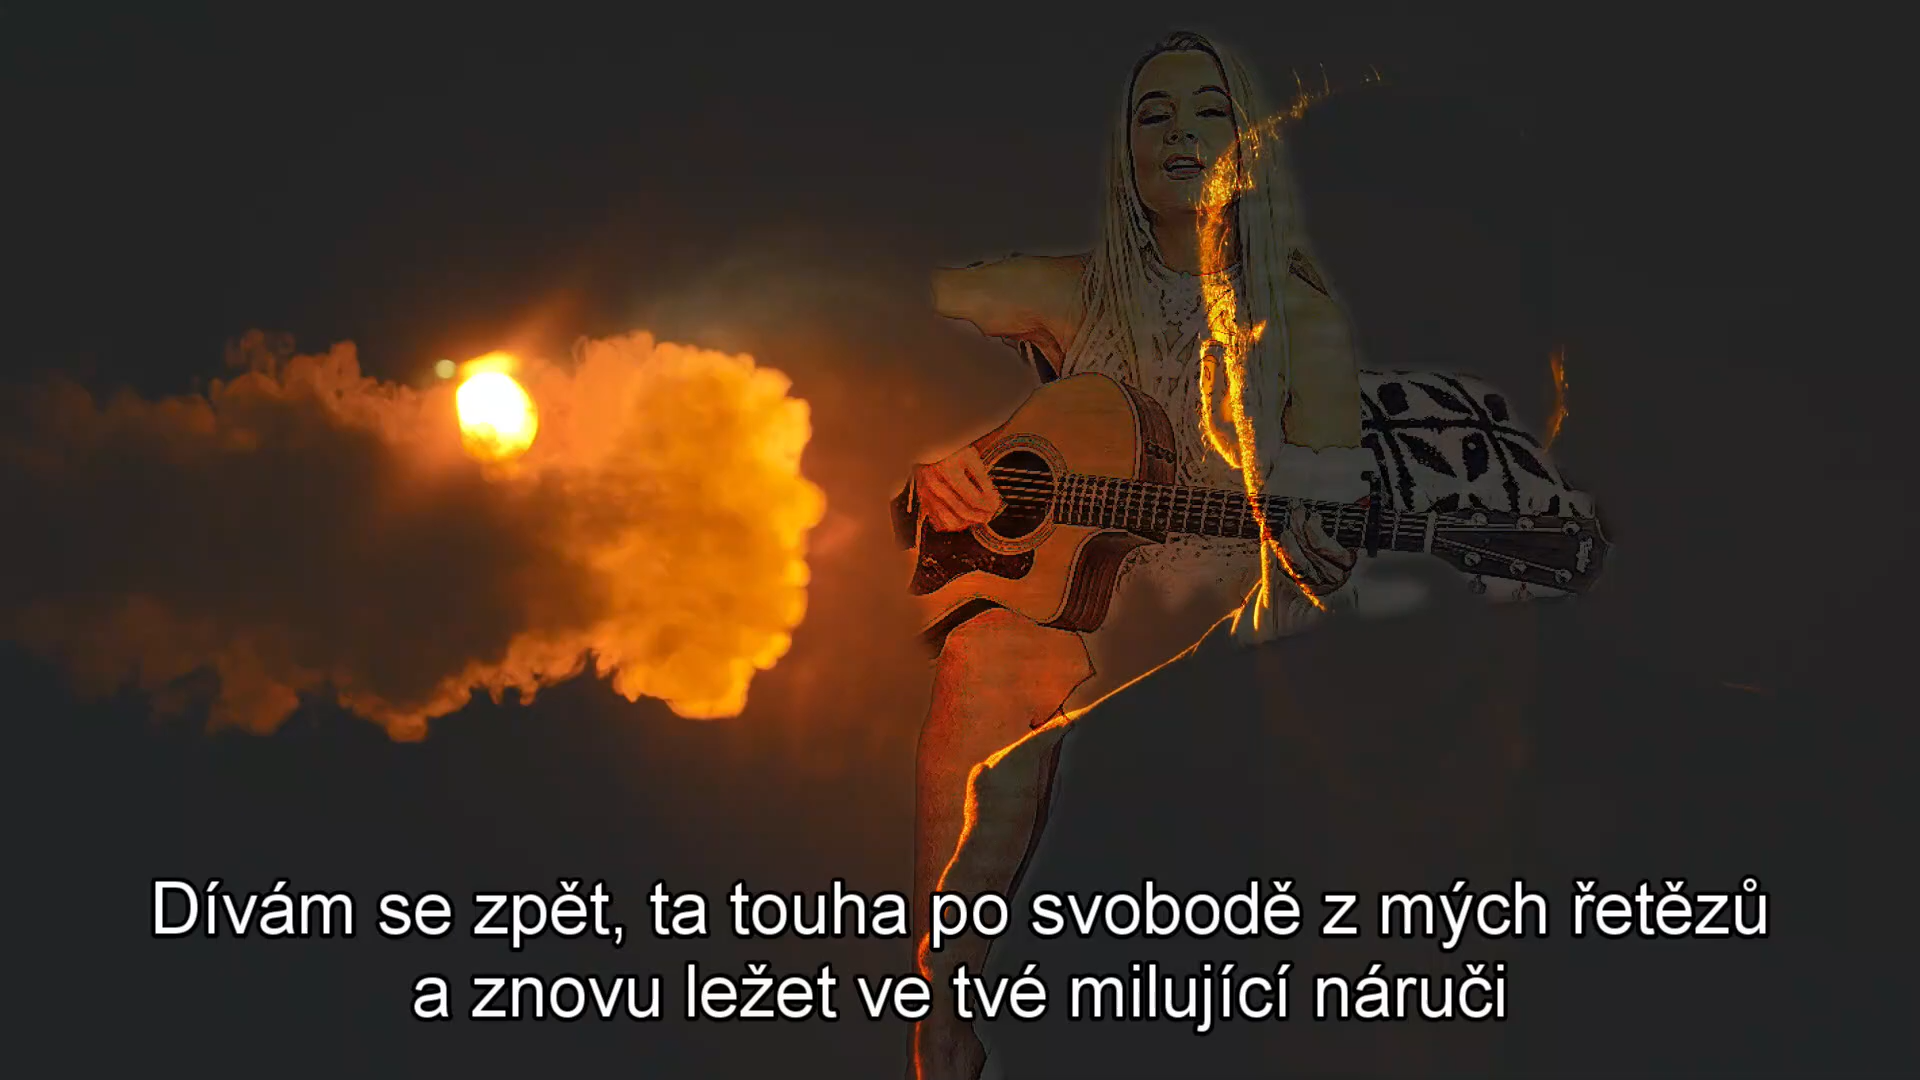 Dívám se zpět, ta touha po svobodě z mých řetězů
a znovu ležet ve tvé milující náruči